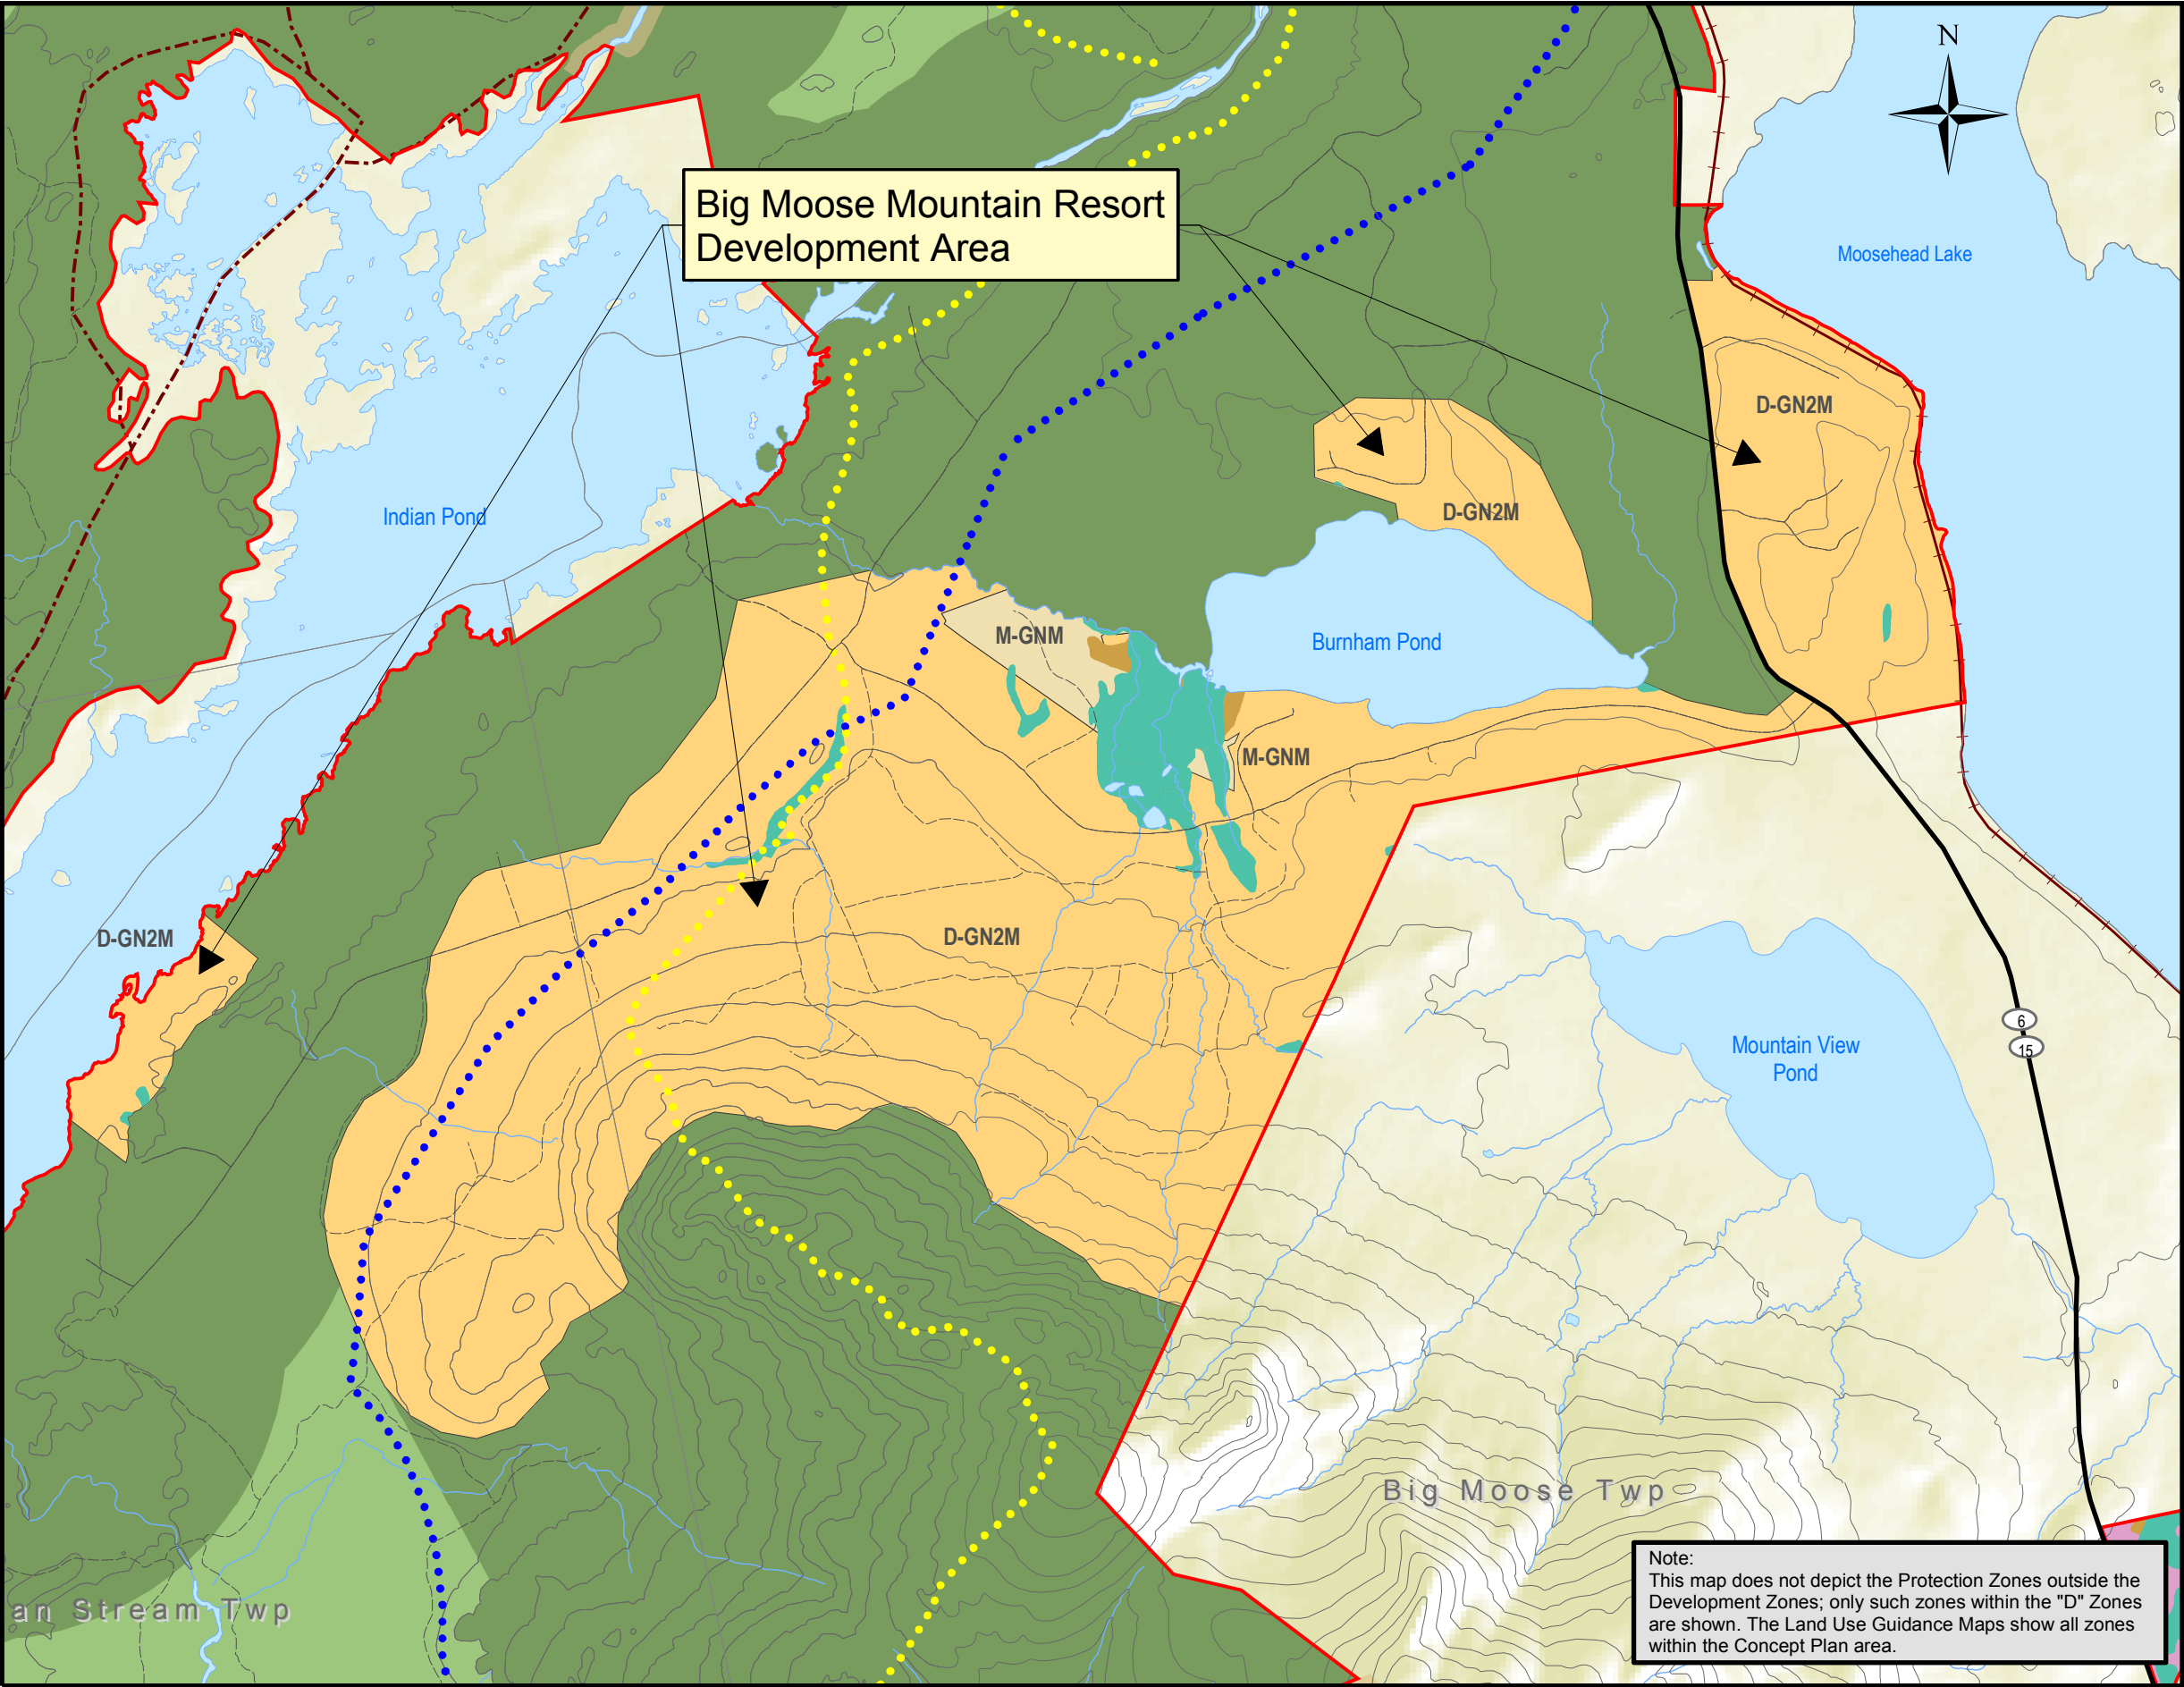 N
Big Moose Mountain Resort
Development Area
Moosehead Lake
D-GN2M
Indian Pond
D-GN2M
M-GNM
Burnham Pond
M-GNM
D-GN2M
D-GN2M
6
15
Mountain View
Pond
Big Moose Twp
an Stream Twp
Note:
This map does not depict the Protection Zones outside the
Development Zones; only such zones within the "D" Zones
are shown. The Land Use Guidance Maps show all zones
within the Concept Plan area.